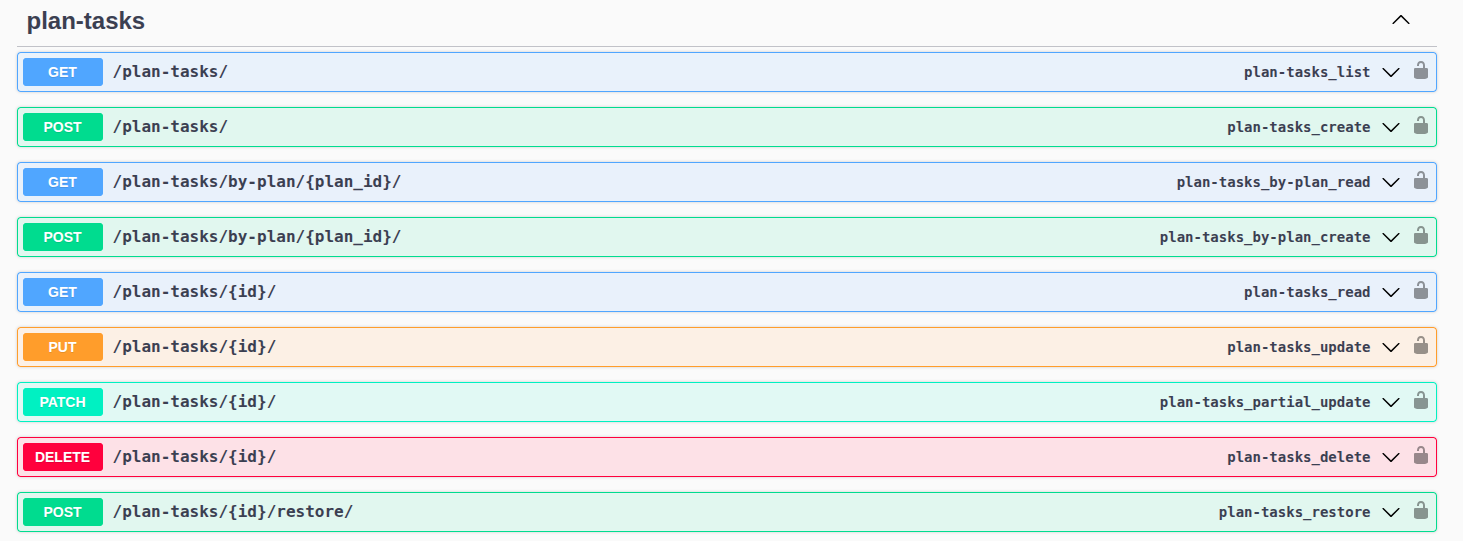 plan-tasks
GET /plan-tasks/ plan-tasks_list
POST /plan-tasks/ plan-tasks_create
GET /plan-tasks/by-plan/{plan_id}/ plan-tasks_by-plan_read
POST /plan-tasks/by-plan/{plan_id}/ plan-tasks_by-plan_create
GET /plan-tasks/{id}/ plan-tasks_read
PUT /plan-tasks/{id}/ plan-tasks_update
PATCH /plan-tasks/{id}/ plan-tasks_partial_update
DELETE /plan-tasks/{id}/ plan-tasks_delete
POST /plan-tasks/{id}/restore/ plan-tasks_restore